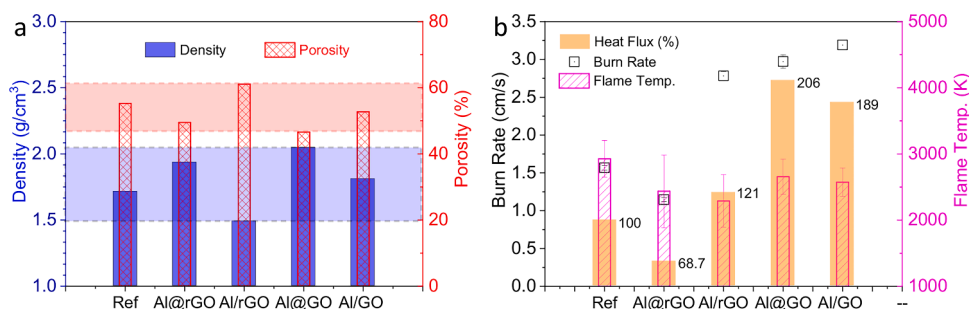 a
Density
Porosity
Density (g/cm³)
3.0
2.5
2.0
1.5
1.0
80
60
40
20
0
Porosity (%)
Ref Al@rGO Al/rGO Al@GO Al/GO
b
Heat Flux (%)
Burn Rate
Flame Temp.
Burn Rate (cm/s)
3.5
3.0
2.5
2.0
1.5
1.0
0.5
0.0
100
68.7
121
206
189
5000
4000
3000
2000
1000
Flame Temp. (K)
Ref Al@rGO Al/rGO Al@GO Al/GO --